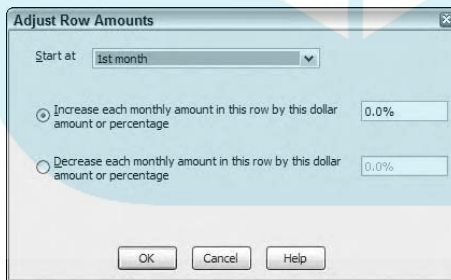 Adjust Row Amounts
Start at 1st month
Increase each monthly amount in this row by this dollar 0.0%
amount or percentage
Decrease each monthly amount in this row by this dollar 0.0%
amount or percentage
OK Cancel Help